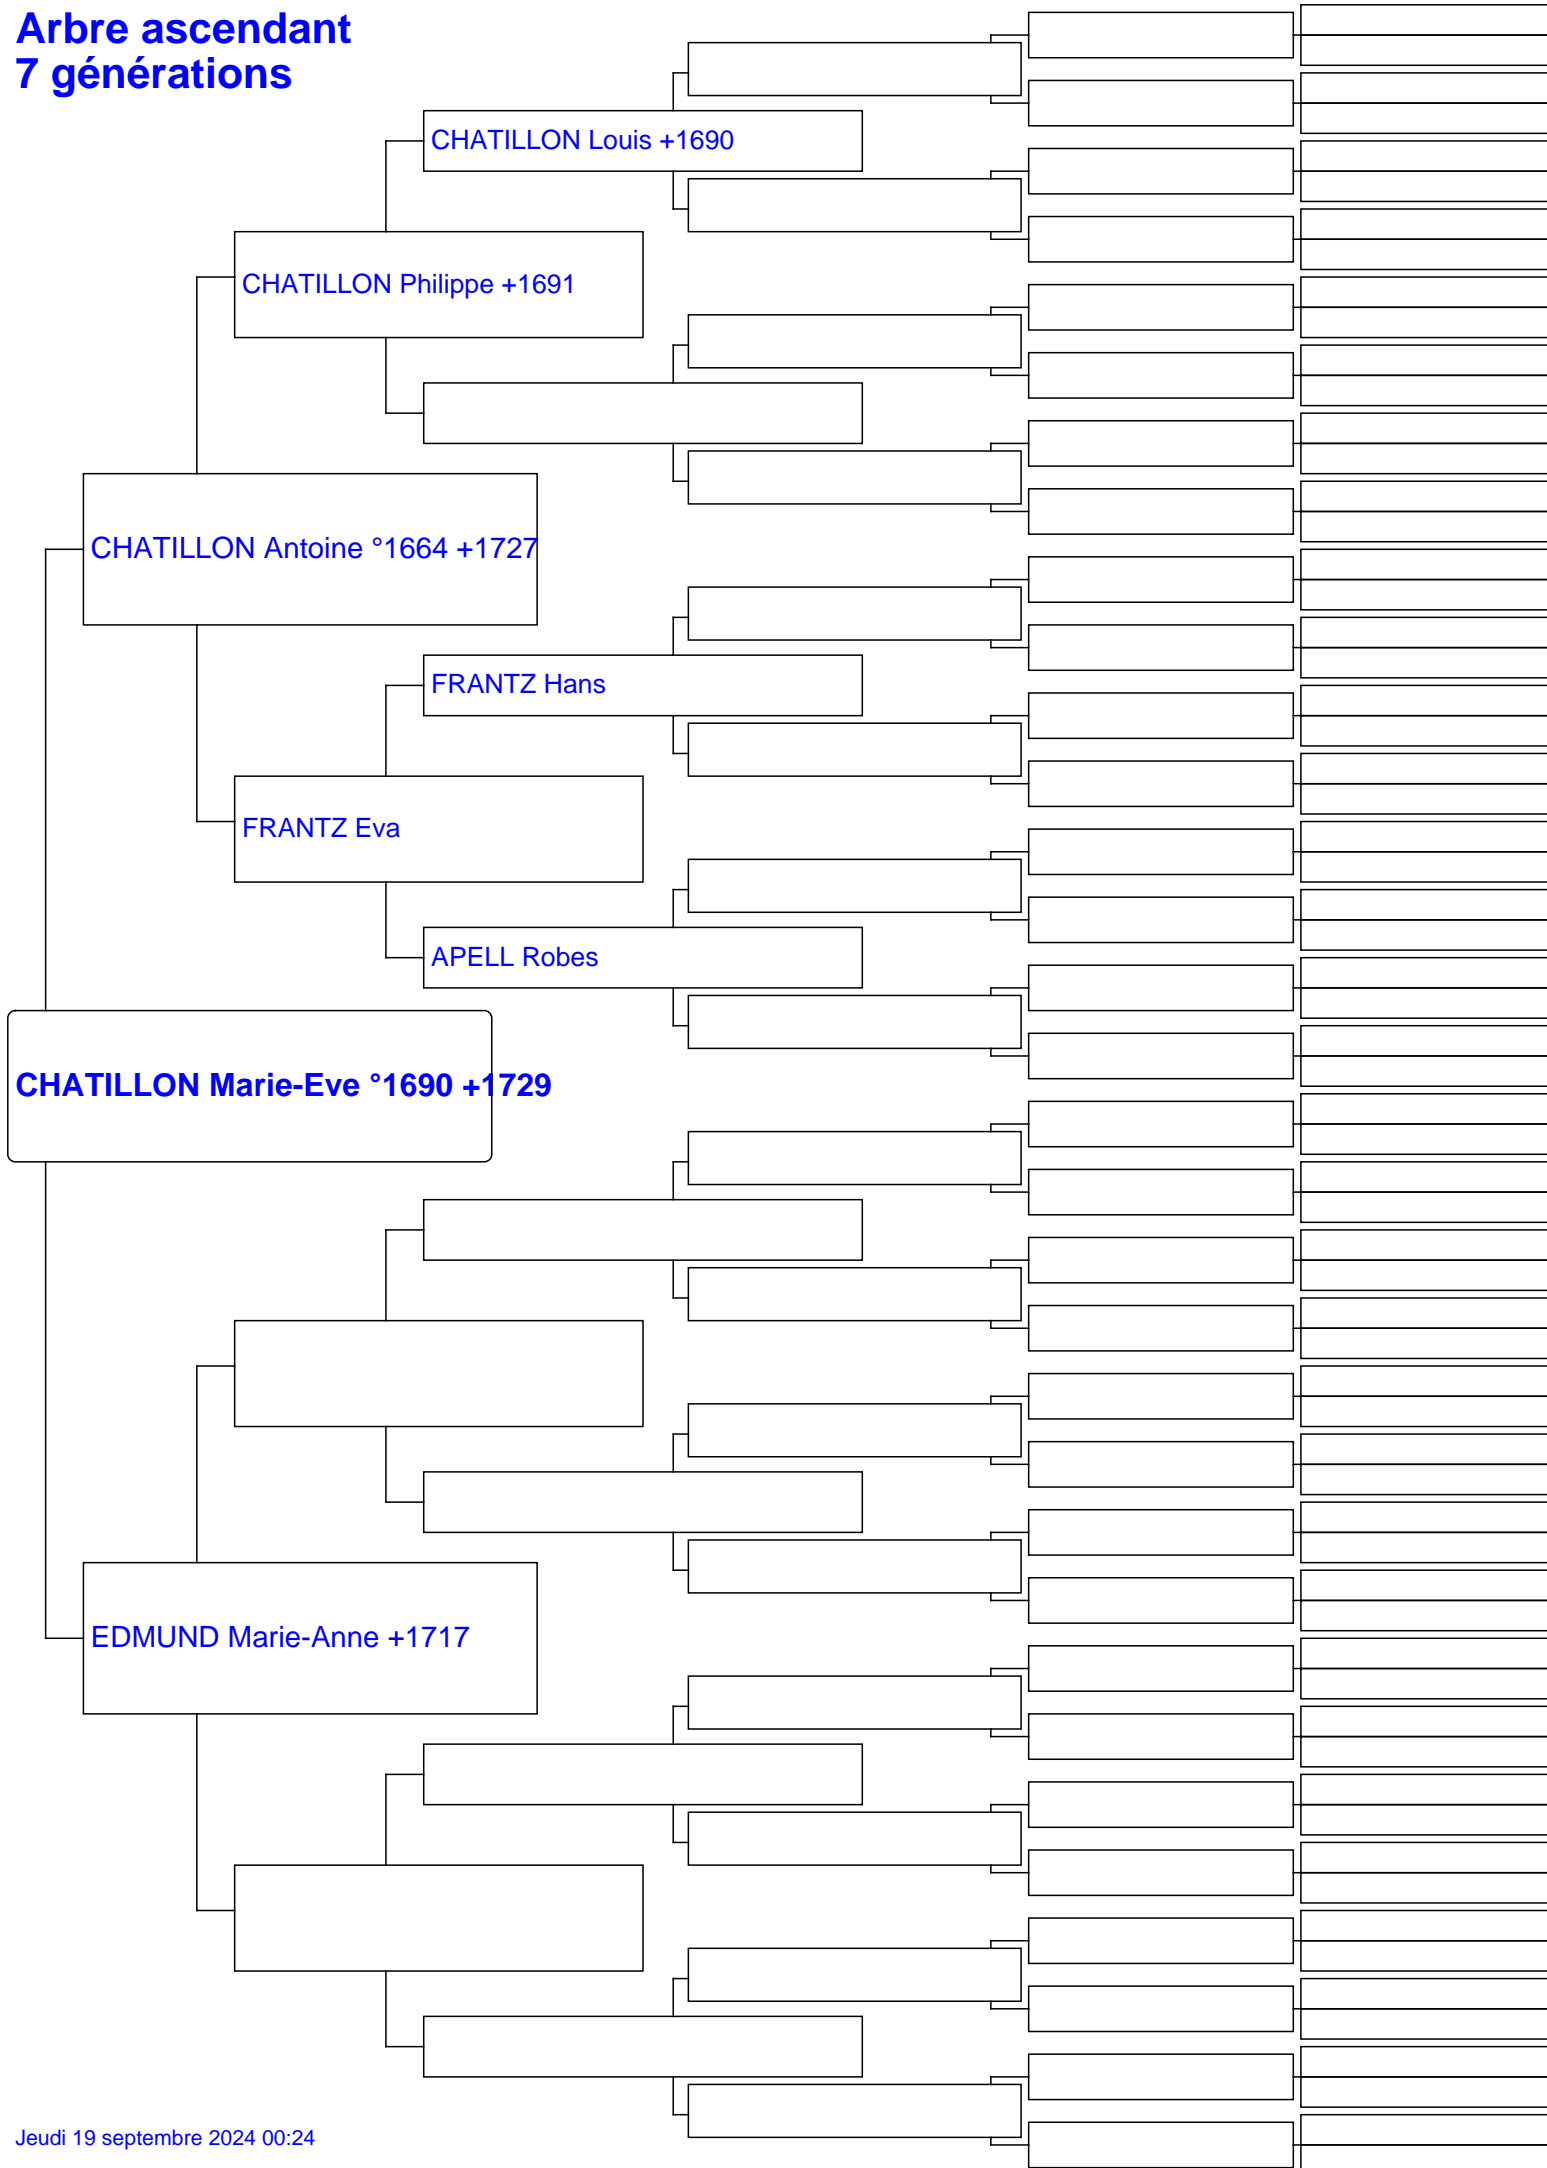 Arbre ascendant
7 générations
CHATILLON Louis +1690
CHATILLON Philippe +1691
CHATILLON Antoine °1664 +1727
FRANTZ Hans
FRANTZ Eva
APELL Robes
CHATILLON Marie-Eve °1690 +1729
EDMUND Marie-Anne +1717
Jeudi 19 septembre 2024 00:24